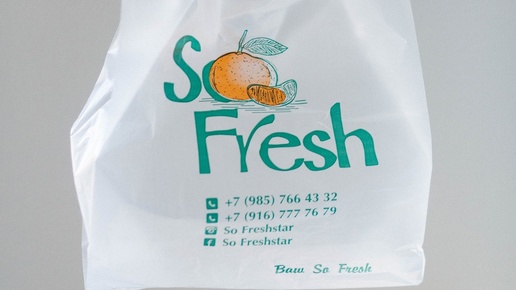 So
Fresh
+7 (985) 766 43 32
+7 (916) 777 76 79
So Freshstar
So Freshstar
Ваш So Fresh